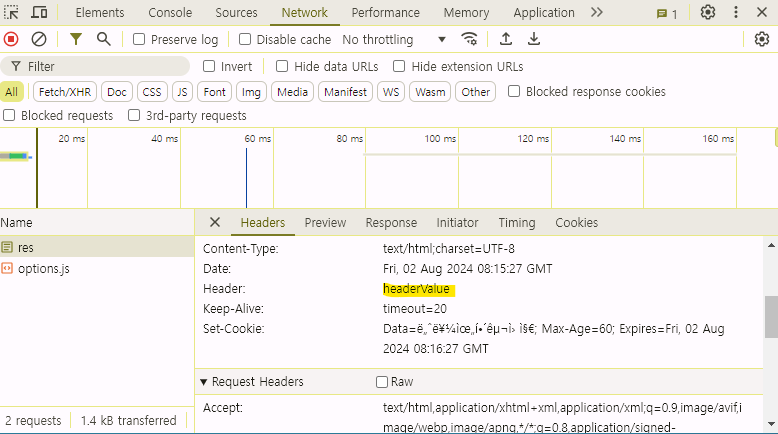 Elements Console Sources Network Performance Memory Application 1
Preserve log Disable cache No throttling
Filter Invert Hide data URLs Hide extension URLs
All Fetch/XHR Doc CSS JS Font Img Media Manifest WS Wasm Other Blocked response cookies
Blocked requests 3rd-party requests
20 ms 40 ms 60 ms 80 ms 100 ms 120 ms 140 ms 160 ms
Name Headers Preview Response Initiator Timing Cookies
res
options.js
Content-Type: text/html;charset=UTF-8
Date: Fri, 02 Aug 2024 08:15:27 GMT
Header: headerValue
Keep-Alive: timeout=20
Set-Cookie: Max-Age=60; Expires=Fri, 02 Aug
2024 08:16:27 GMT
Request Headers Raw
Accept: text/html,application/xhtml+xml,application/xml;q=0.9,image/avif,i
mage/webp,image/apng,*/*;q=0.8,application/signed-
2 requests 1.4 kB transferred